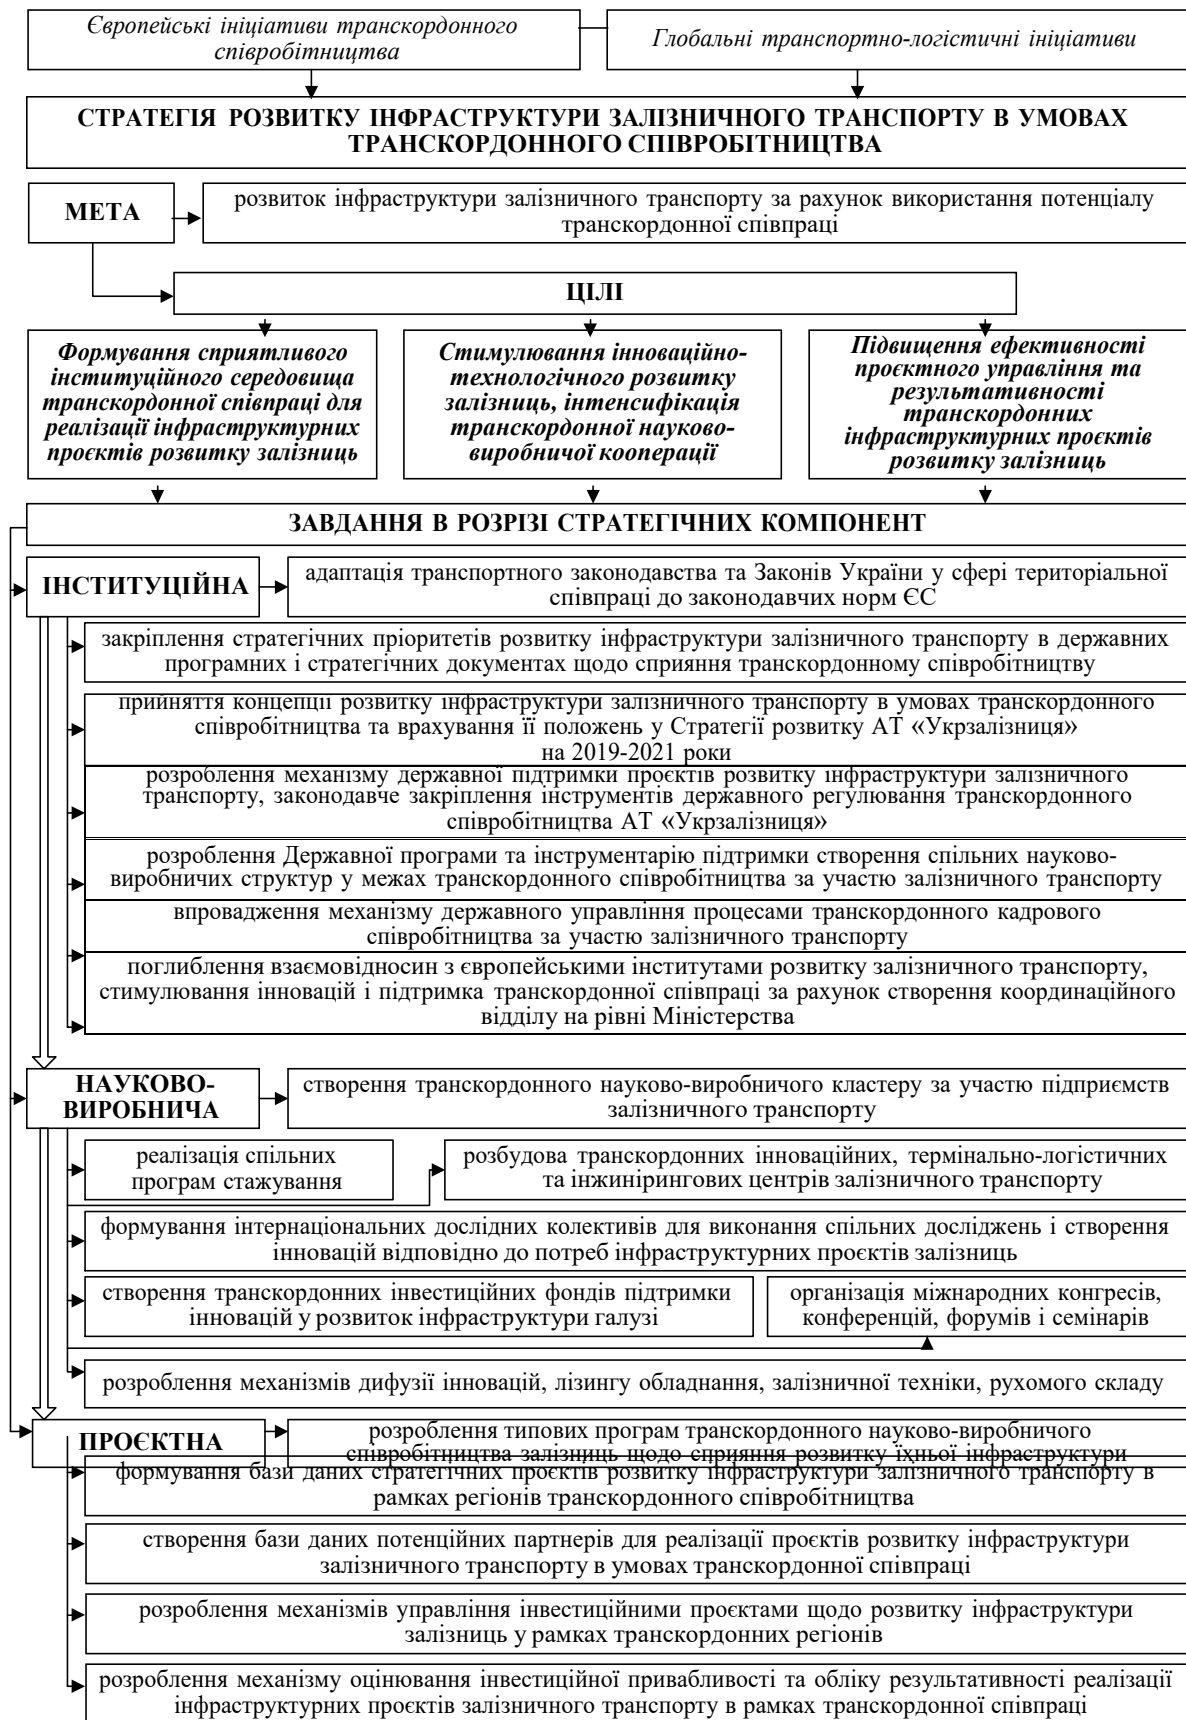 Європейські ініціативи транскордонного
співробітництва
Глобальні транспортно-логістичні ініціативи
СТРАТЕГІЯ РОЗВИТКУ ІНФРАСТРУКТУРИ ЗАЛІЗНИЧНОГО ТРАНСПОРТУ В УМОВАХ
ТРАНСКОРДОННОГО СПІВРОБІТНИЦТВА
МЕТА
розвиток інфраструктури залізничного транспорту за рахунок використання потенціалу
транскордонної співпраці
ЦІЛІ
Формування сприятливого
інституційного середовища
транскордонної співпраці для
реалізації інфраструктурних
проєктів розвитку залізниць
Стимулювання інноваційно-
технологічного розвитку
залізниць, інтенсифікація
транскордонної науково-
виробничої кооперації
Підвищення ефективності
проєктного управління та
результативності
транскордонних
інфраструктурних проєктів
розвитку залізниць
ЗАВДАННЯ В РОЗРІЗІ СТРАТЕГІЧНИХ КОМПОНЕНТ
ІНСТИТУЦІЙНА
адаптація транспортного законодавства та Законів України у сфері територіальної
співпраці до законодавчих норм ЄС
закріплення стратегічних пріоритетів розвитку інфраструктури залізничного транспорту в державних
програмних і стратегічних документах щодо сприяння транскордонному співробітництву
прийняття концепції розвитку інфраструктури залізничного транспорту в умовах транскордонного
співробітництва та врахування її положень у Стратегії розвитку АТ «Укрзалізниця»
на 2019-2021 роки
розроблення механізму державної підтримки проєктів розвитку інфраструктури залізничного
транспорту, законодавче закріплення інструментів державного регулювання транскордонного
співробітництва АТ «Укрзалізниця»
розроблення Державної програми та інструментарію підтримки створення спільних науково-
виробничих структур у межах транскордонного співробітництва за участю залізничного транспорту
впровадження механізму державного управління процесами транскордонного кадрового
співробітництва за участю залізничного транспорту
поглиблення взаємовідносин з європейськими інститутами розвитку залізничного транспорту,
стимулювання інновацій і підтримка транскордонної співпраці за рахунок створення координаційного
відділу на рівні Міністерства
НАУКОВО-
ВИРОБНИЧА
створення транскордонного науково-виробничого кластеру за участю підприємств
залізничного транспорту
реалізація спільних
програм стажування
розбудова транскордонних інноваційних, термінально-логістичних
та інжинірингових центрів залізничного транспорту
формування інтернаціональних дослідних колективів для виконання спільних досліджень і створення
інновацій відповідно до потреб інфраструктурних проєктів залізниць
створення транскордонних інвестиційних фондів підтримки
інновацій у розвиток інфраструктури галузі
організація міжнародних конгресів,
конференцій, форумів і семінарів
розроблення механізмів дифузії інновацій, лізингу обладнання, залізничної техніки, рухомого складу
ПРОЄКТНА
розроблення типових програм транскордонного науково-виробничого
співробітництва залізниць щодо сприяння розвитку їхньої інфраструктури
формування бази даних стратегічних проєктів розвитку інфраструктури залізничного транспорту в
рамках регіонів транскордонного співробітництва
створення бази даних потенційних партнерів для реалізації проєктів розвитку інфраструктури
залізничного транспорту в умовах транскордонної співпраці
розроблення механізмів управління інвестиційними проєктами щодо розвитку інфраструктури
залізниць у рамках транскордонних регіонів
розроблення механізму оцінювання інвестиційної привабливості та обліку результативності реалізації
інфраструктурних проєктів залізничного транспорту в рамках транскордонної співпраці